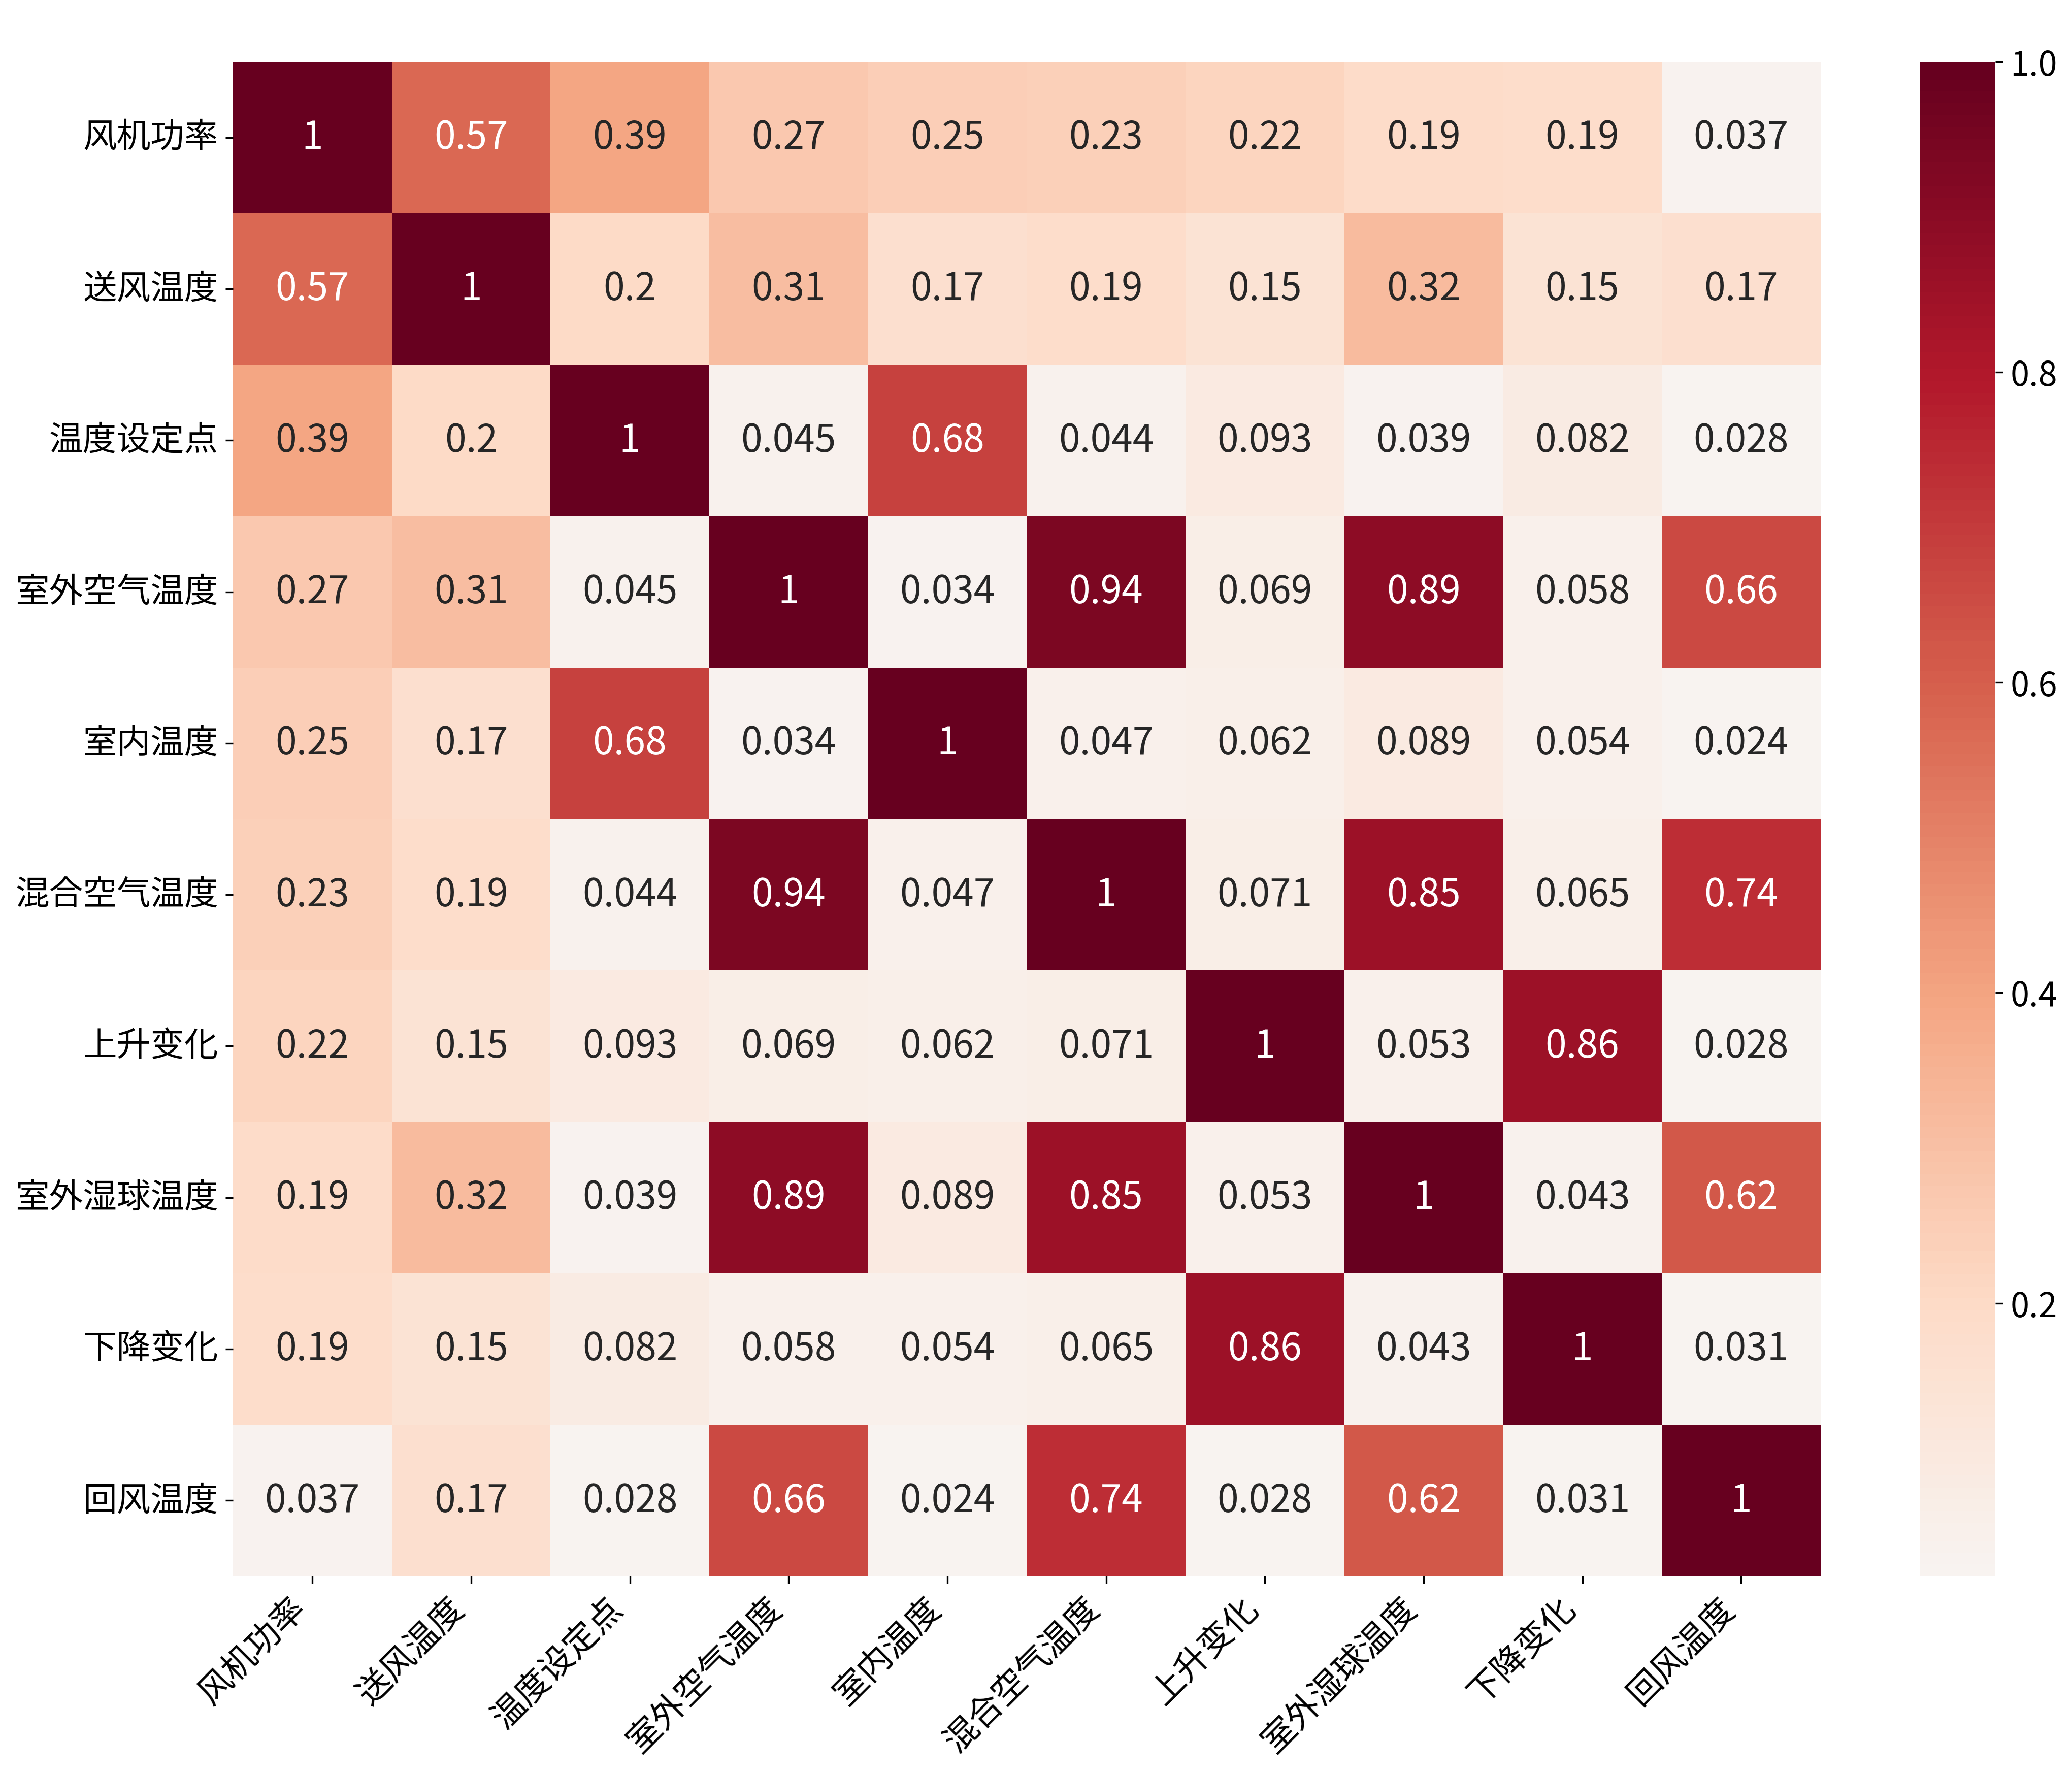 风机功率 1 0.57 0.39 0.27 0.25 0.23 0.22 0.19 0.19 0.037
送风温度 0.57 1 0.2 0.31 0.17 0.19 0.15 0.32 0.15 0.17
温度设定点 0.39 0.2 1 0.045 0.68 0.044 0.093 0.039 0.082 0.028
室外空气温度 0.27 0.31 0.045 1 0.034 0.94 0.069 0.89 0.058 0.66
室内温度 0.25 0.17 0.68 0.034 1 0.047 0.062 0.089 0.054 0.024
混合空气温度 0.23 0.19 0.044 0.94 0.047 1 0.071 0.85 0.065 0.74
上升变化 0.22 0.15 0.093 0.069 0.062 0.071 1 0.053 0.86 0.028
室外湿球温度 0.19 0.32 0.039 0.89 0.089 0.85 0.053 1 0.043 0.62
下降变化 0.19 0.15 0.082 0.058 0.054 0.065 0.86 0.043 1 0.031
回风温度 0.037 0.17 0.028 0.66 0.024 0.74 0.028 0.62 0.031 1
风机功率 送风温度 温度设定点 室外空气温度 室内温度 混合空气温度 上升变化 室外湿球温度 下降变化 回风温度
1.0
0.8
0.6
0.4
0.2